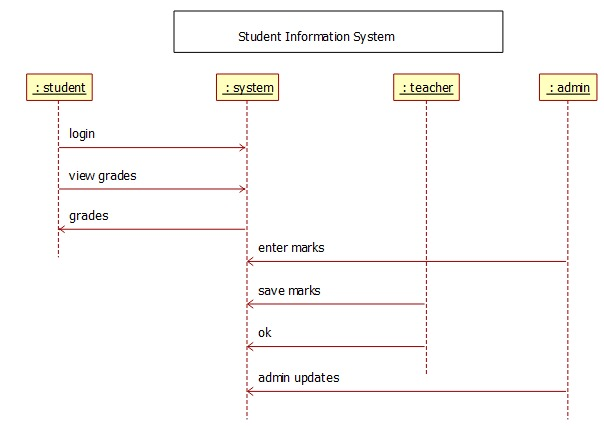 Student Information System
: student
: system
: teacher
: admin
login
view grades
grades
enter marks
save marks
ok
admin updates